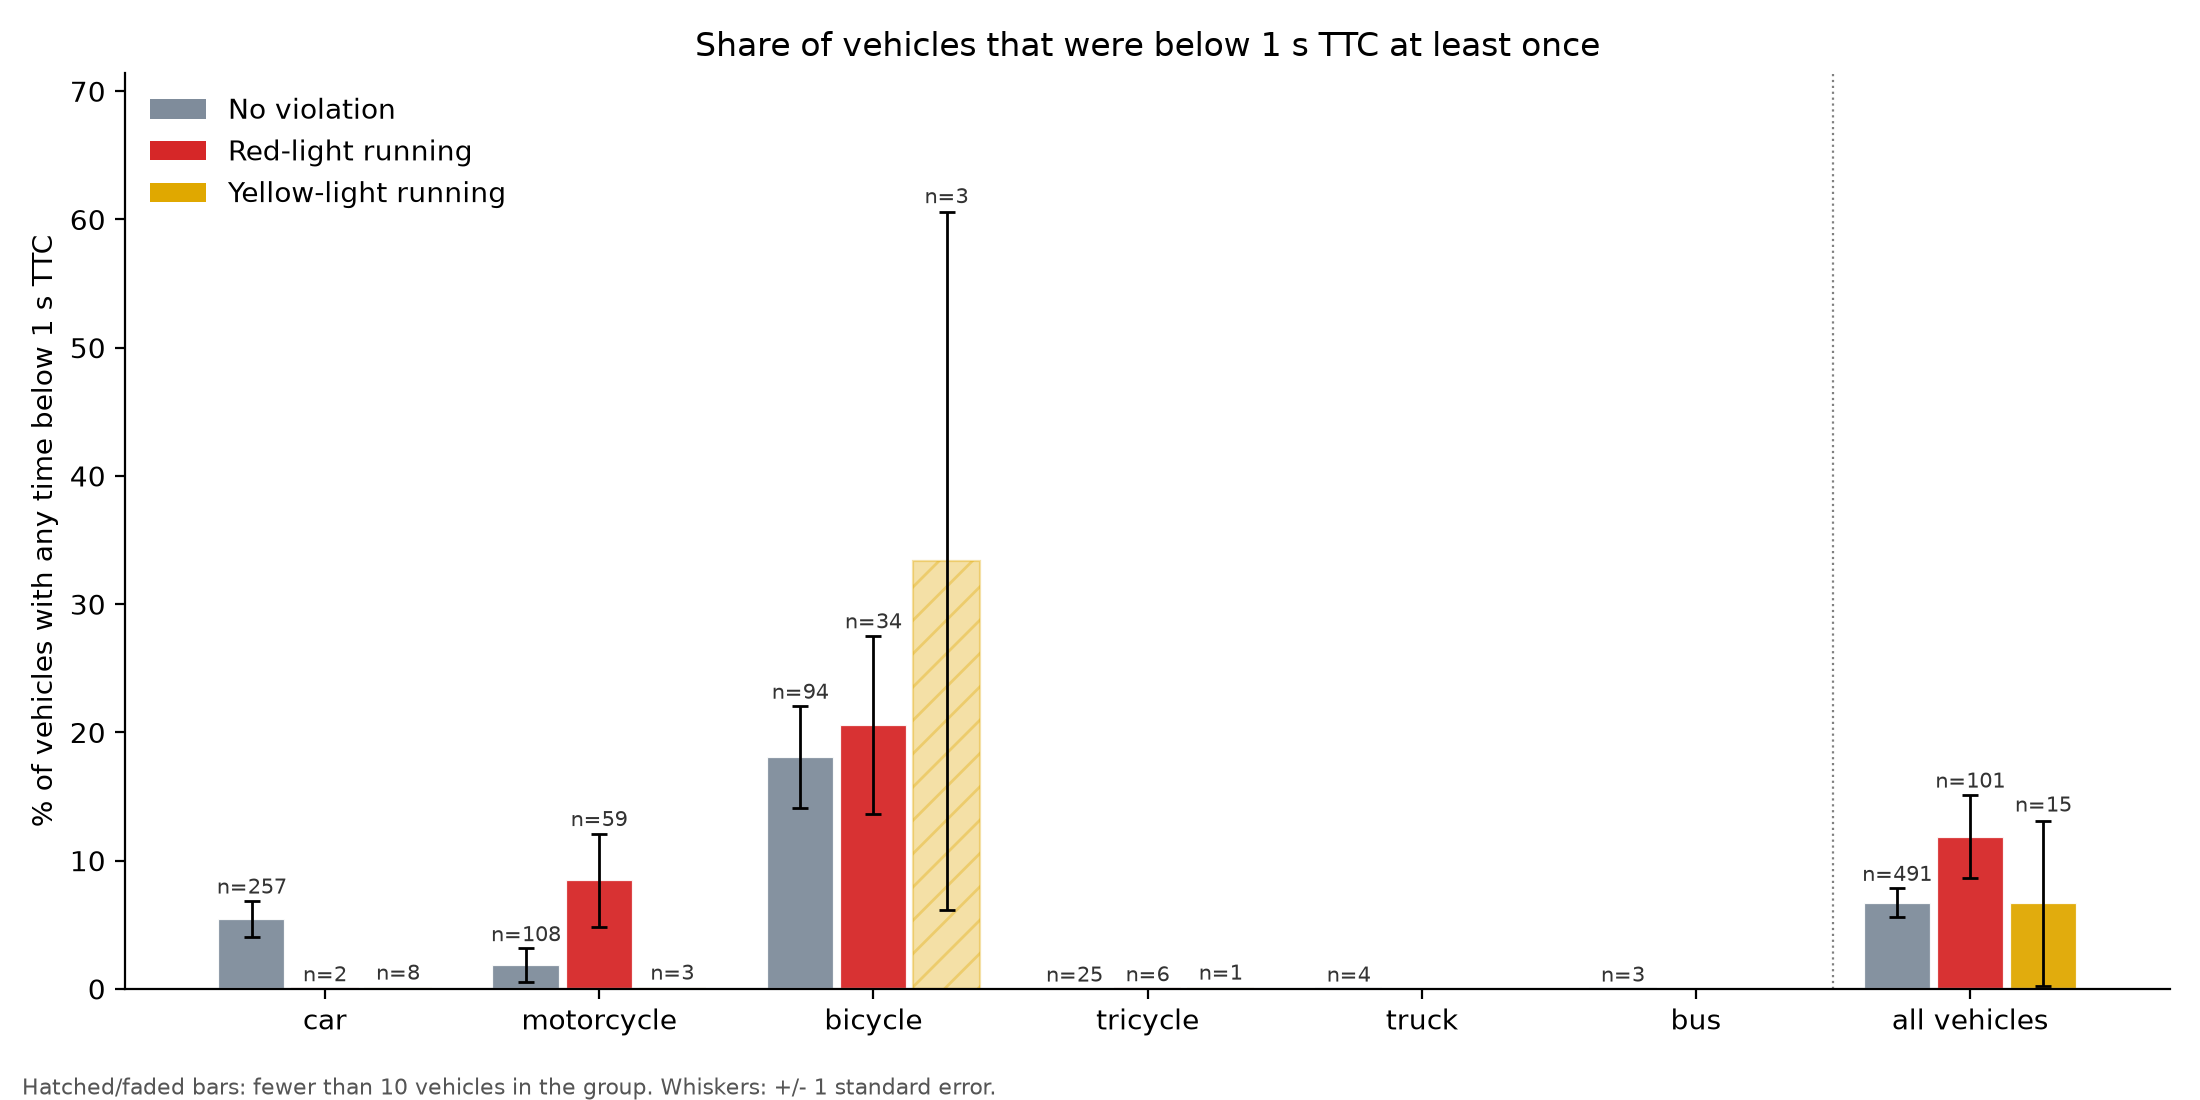 Share of vehicles that were below 1 s TTC at least once
% of vehicles with any time below 1 s TTC
70
60
50
40
30
20
10
0
No violation
Red-light running
Yellow-light running
n=257
n=2
n=8
n=108
n=59
n=3
n=94
n=34
n=3
n=25
n=6
n=1
n=4
n=3
n=491
n=101
n=15
car
motorcycle
bicycle
tricycle
truck
bus
all vehicles
Hatched/faded bars: fewer than 10 vehicles in the group. Whiskers: +/- 1 standard error.